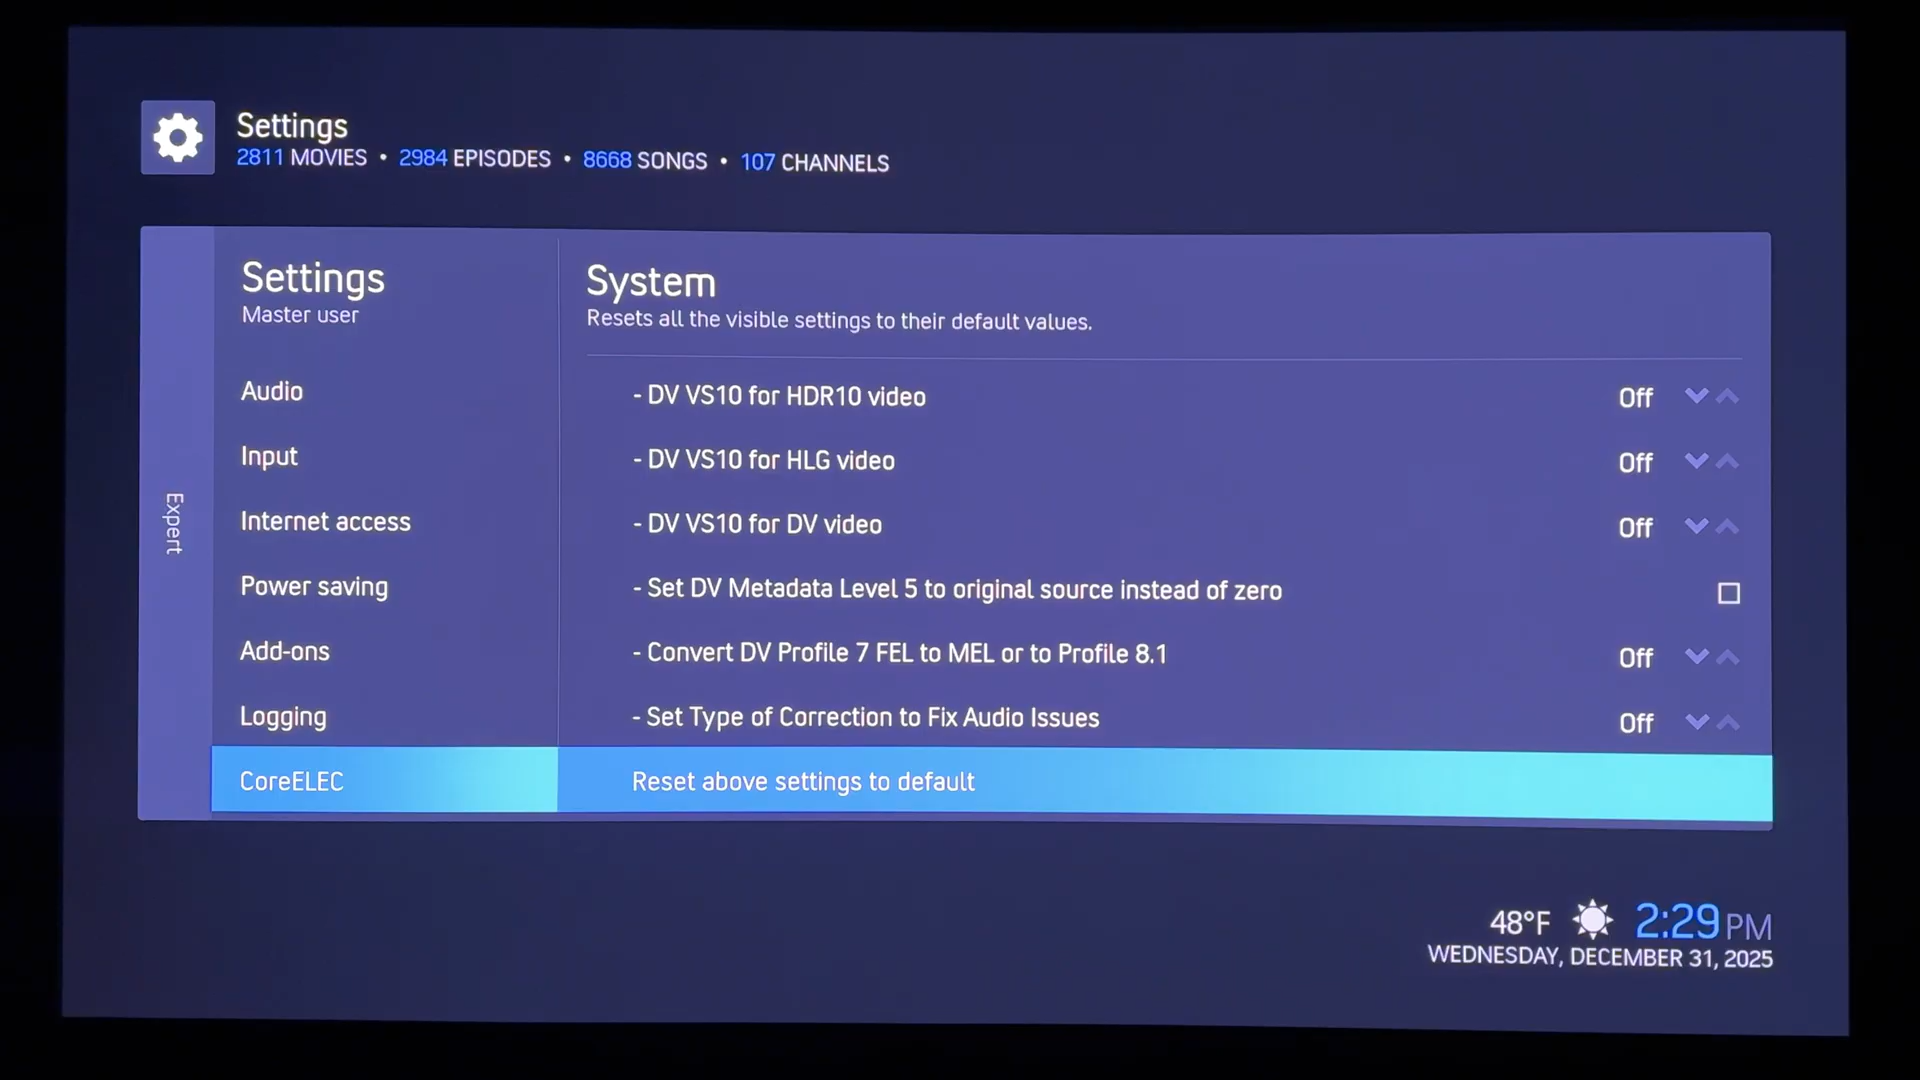 Settings
2811 MOVIES • 2984 EPISODES • 8668 SONGS • 107 CHANNELS
Expert
Settings
Master user
Audio
Input
Internet access
Power saving
Add-ons
Logging
CoreELEC
System
Resets all the visible settings to their default values.
- DV VS10 for HDR10 video Off
- DV VS10 for HLG video Off
- DV VS10 for DV video Off
- Set DV Metadata Level 5 to original source instead of zero
- Convert DV Profile 7 FEL to MEL or to Profile 8.1 Off
- Set Type of Correction to Fix Audio Issues Off
Reset above settings to default
48°F 2:29 PM
WEDNESDAY, DECEMBER 31, 2025